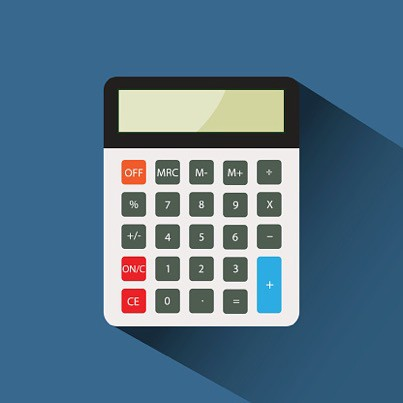 OFF MRC M- M+ ÷
% 7 8 9 X
+/- 4 5 6 −
ON/C 1 2 3 +
CE 0 · =